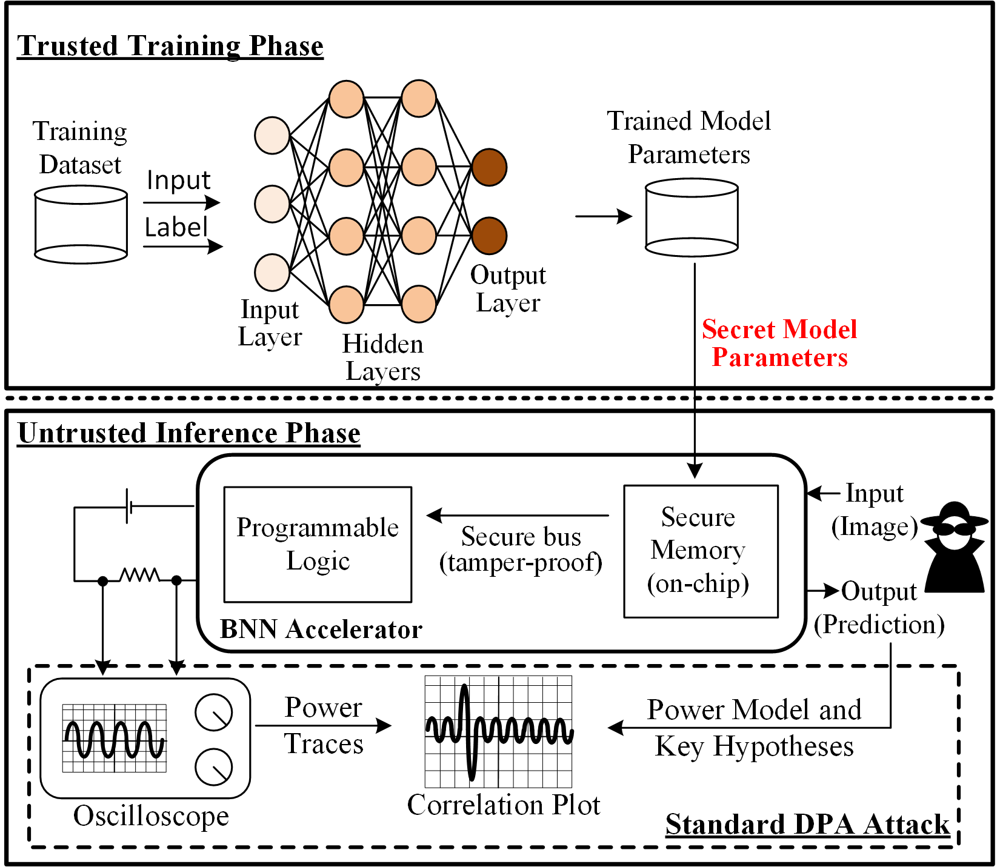 Trusted Training Phase
Training
Dataset
Input
Label
Input
Layer
Hidden
Layers
Output
Layer
Trained Model
Parameters
Secret Model
Parameters
Untrusted Inference Phase
Programmable
Logic
Secure bus
(tamper-proof)
Secure
Memory
(on-chip)
BNN Accelerator
Input
(Image)
Output
(Prediction)
Oscilloscope
Power
Traces
Correlation Plot
Power Model and
Key Hypotheses
Standard DPA Attack